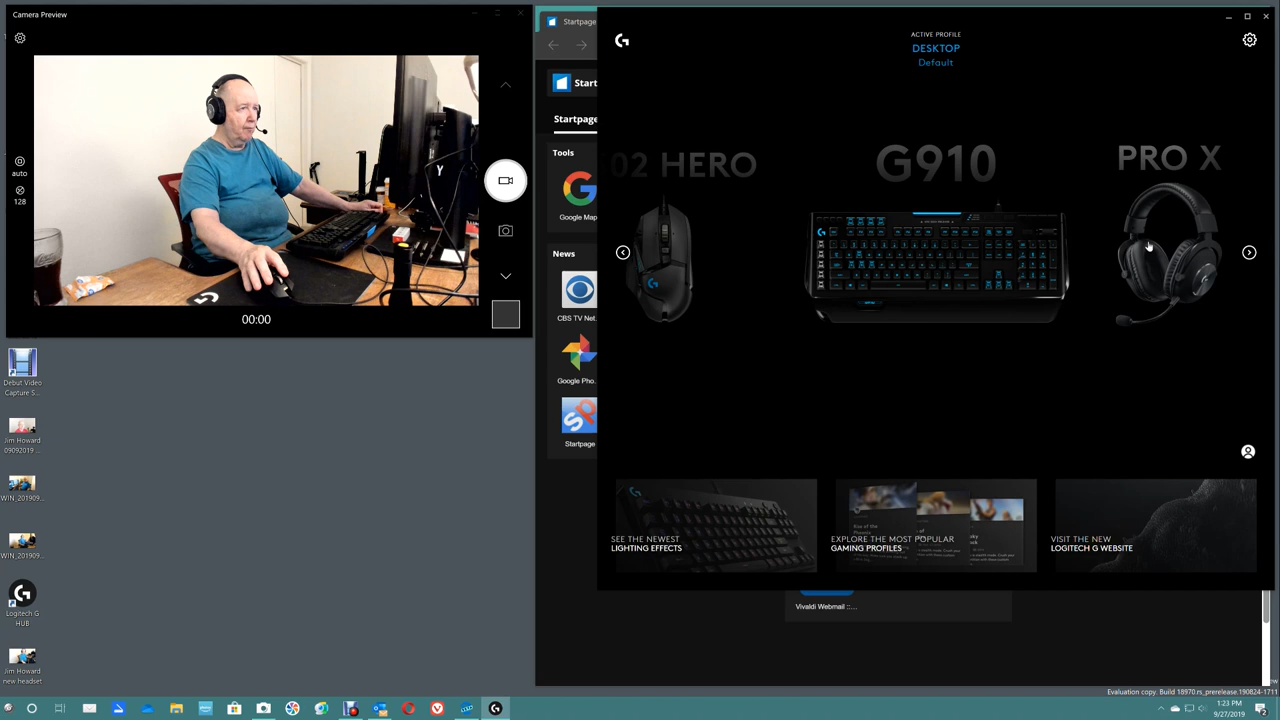 Camera Preview
auto
128
00:00
Debut Video
Capture S...
Jim Howard
09092019 ...
WIN_201909...
WIN_201909...
Logitech G
HUB
Jim Howard
new headset
Startpage
Start
Startpage
Tools
Google Map
News
CBS TV Net.
Google Pho.
Startpage
ACTIVE PROFILE
DESKTOP
Default
02 HERO
G910
PRO X
SEE THE NEWEST
LIGHTING EFFECTS
EXPLORE THE MOST POPULAR
GAMING PROFILES
VISIT THE NEW
LOGITECH G WEBSITE
Vivaldi Webmail ::...
Evaluation copy. Build 18970.rs_prerelease.190824-1711
1:23 PM
9/27/2019
2